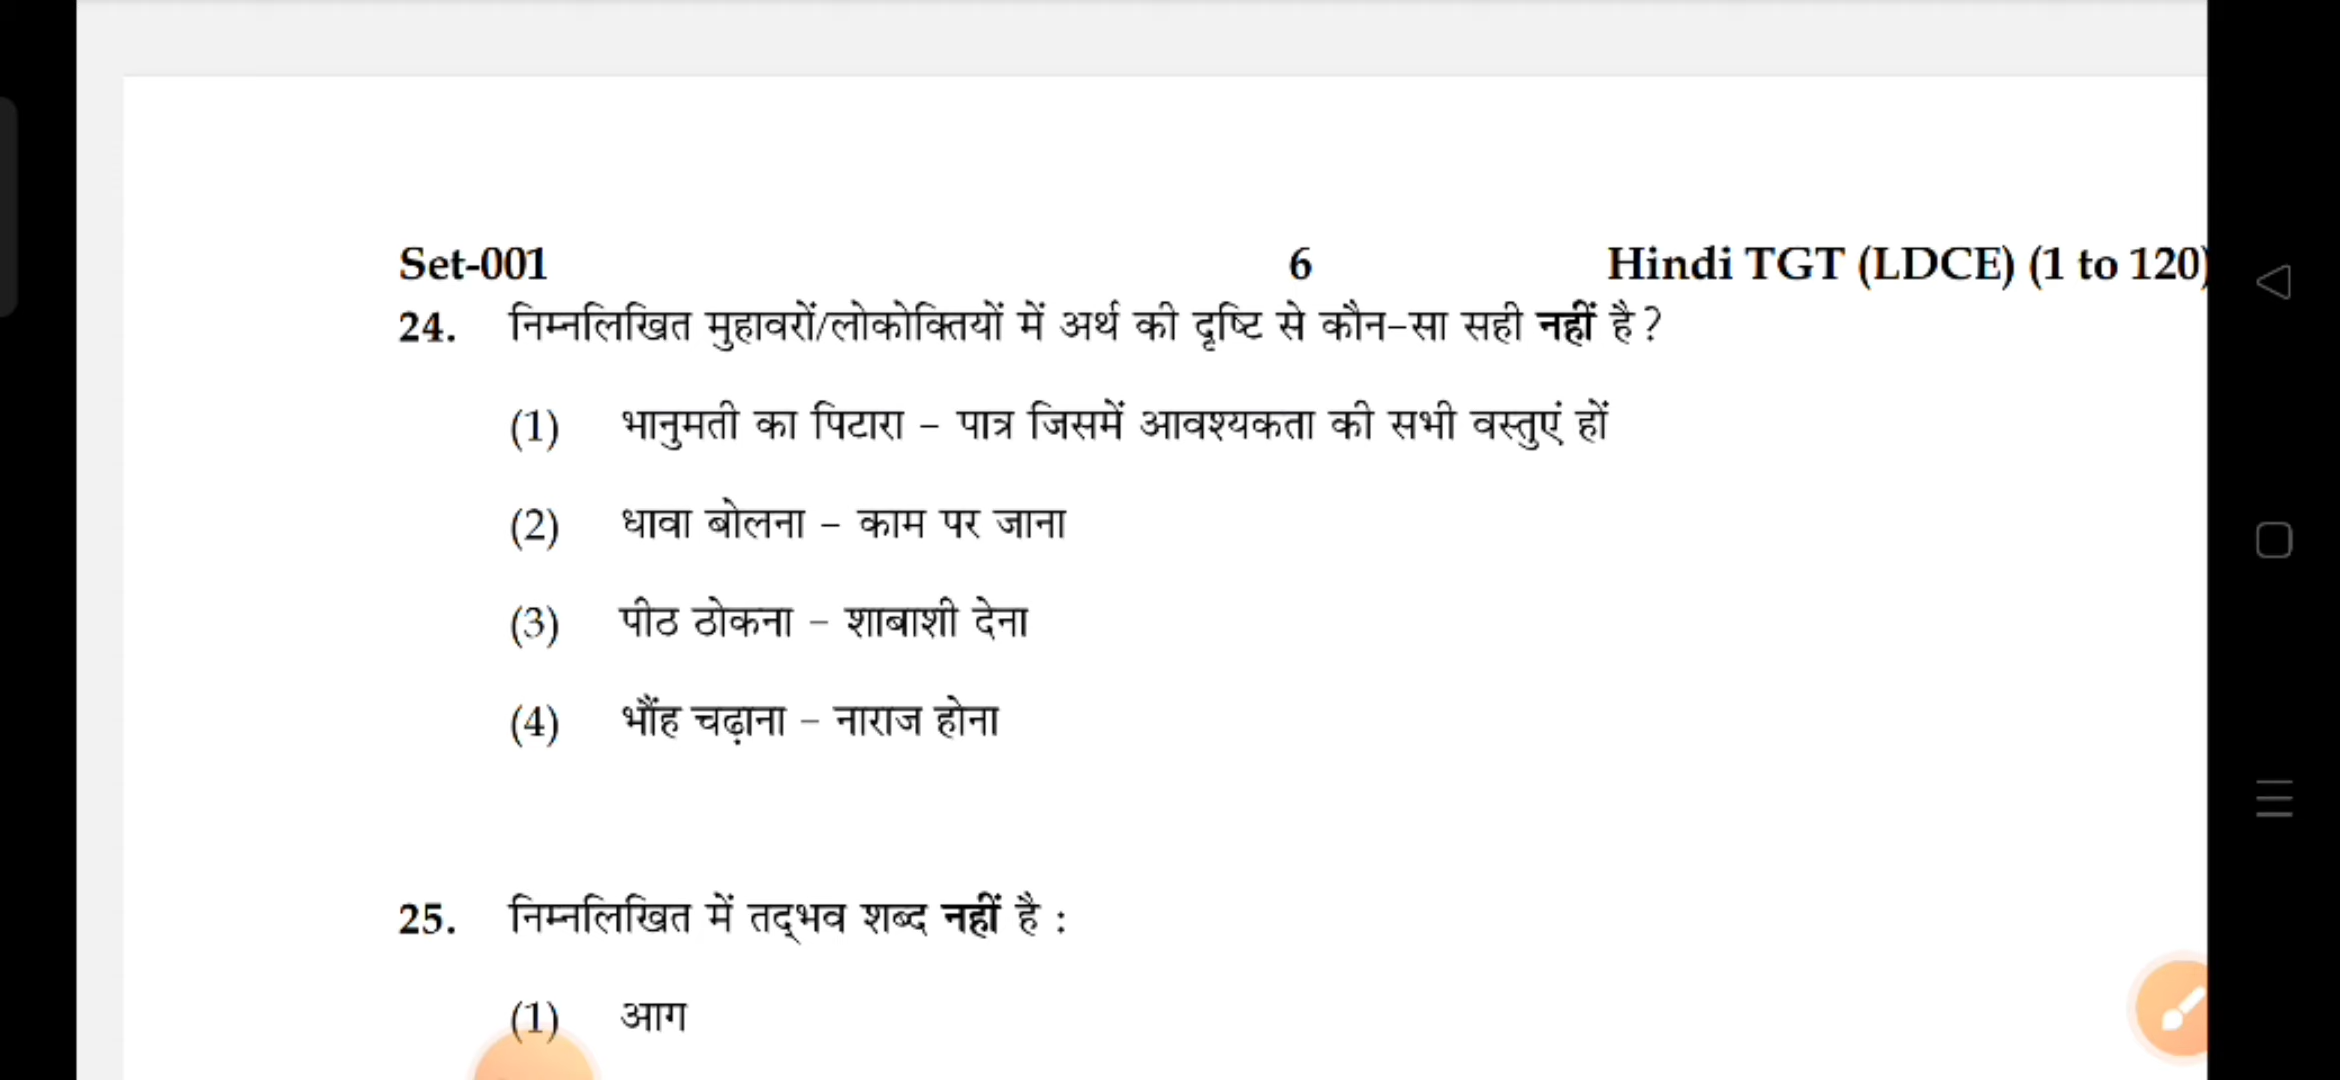 Set-001 6 Hindi TGT (LDCE) (1 to 120)
24. निम्नलिखित मुहावरों/लोकोक्तियों में अर्थ की दृष्टि से कौन-सा सही नहीं है?
(1) भानुमती का पिटारा - पात्र जिसमें आवश्यकता की सभी वस्तुएं हों
(2) धावा बोलना - काम पर जाना
(3) पीठ ठोकना - शाबाशी देना
(4) भौंह चढ़ाना - नाराज होना
25. निम्नलिखित में तद्‌भव शब्द नहीं है :
(1) आग